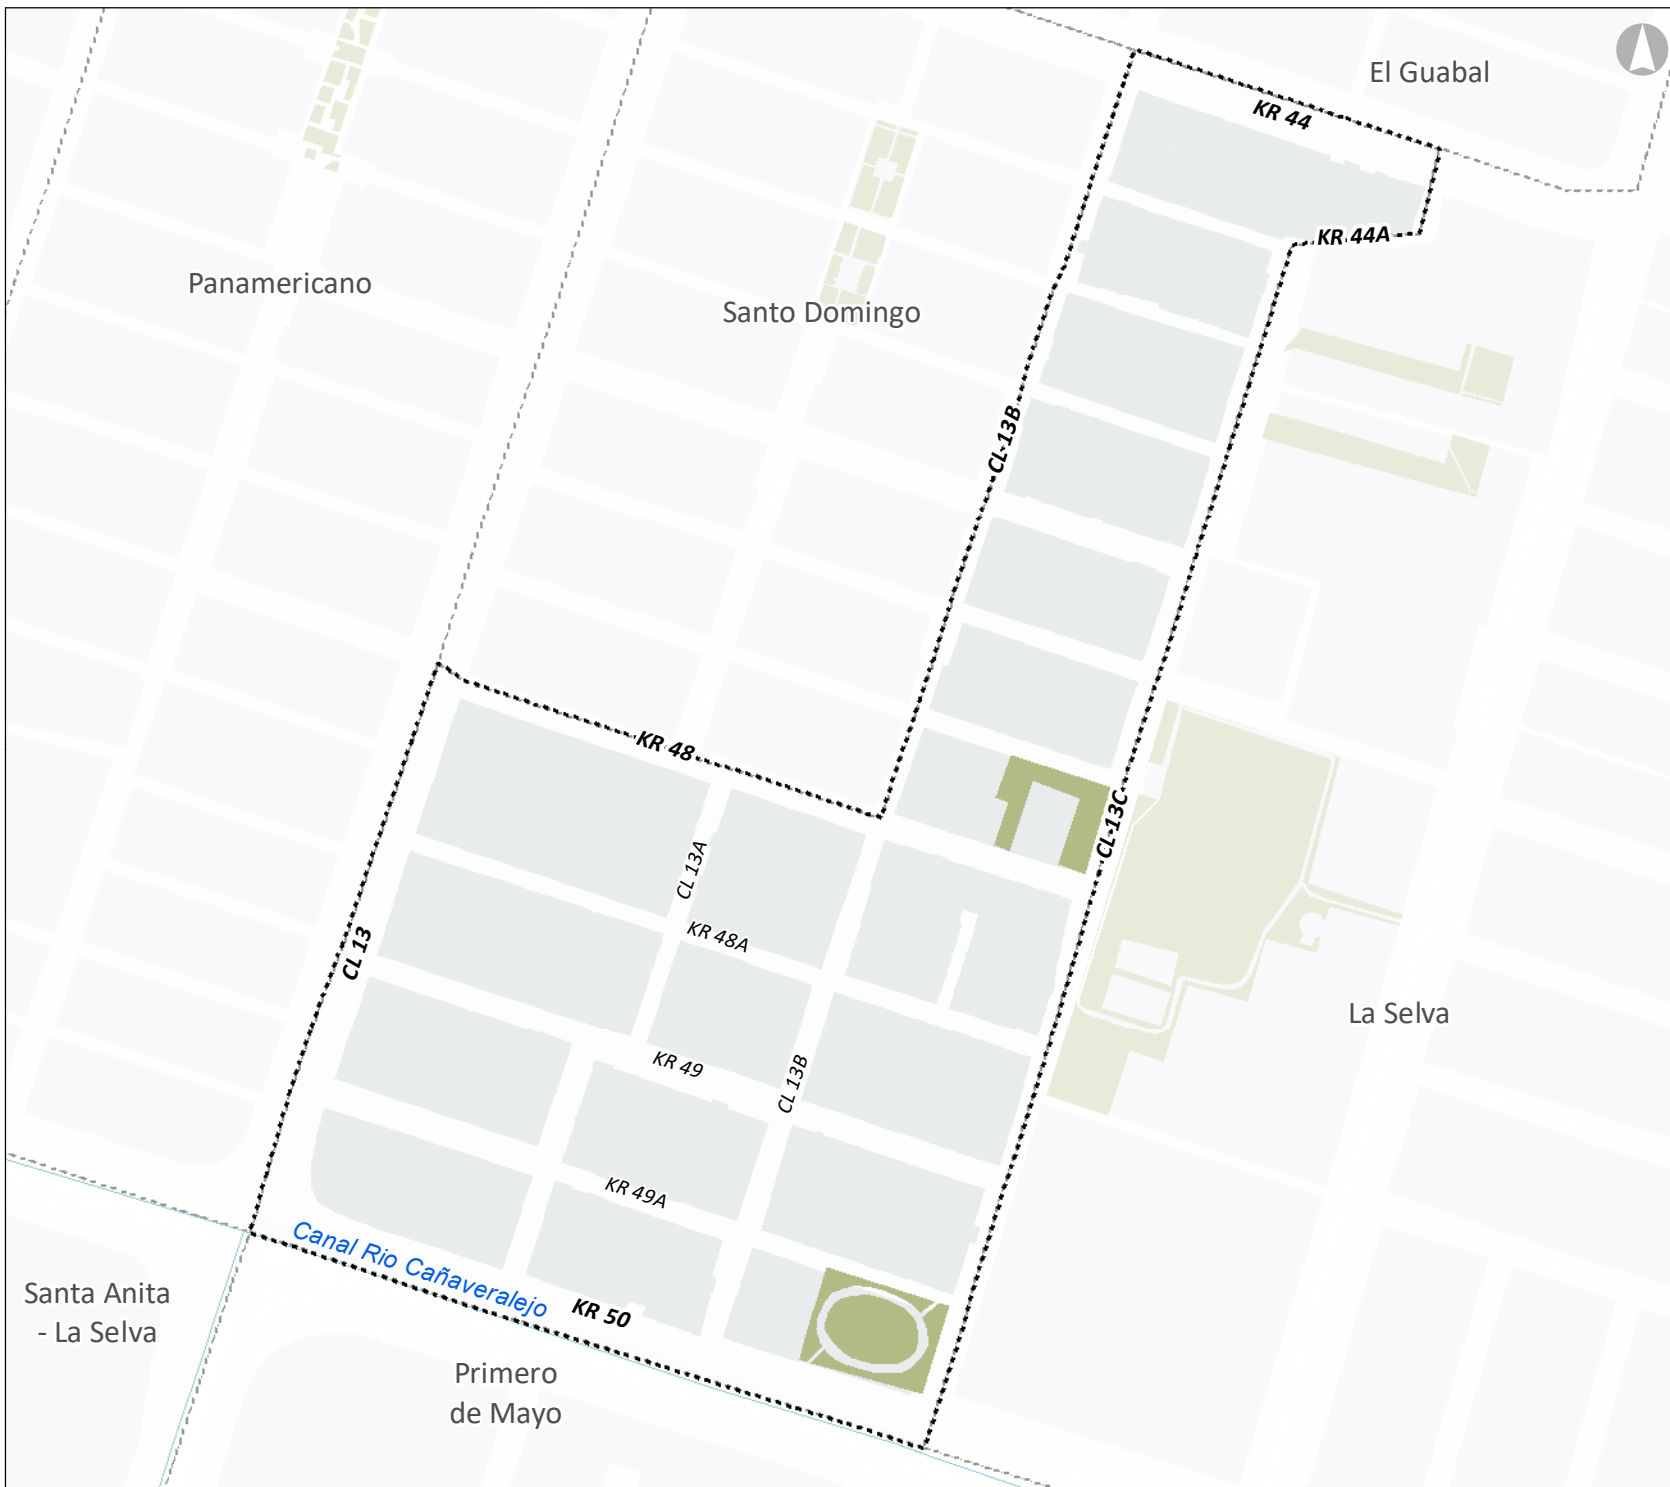 El Guabal
KR 44
KR 44A
Panamericano
Santo Domingo
CL 13B
KR 48
CL 13C
CL 13A
KR 48A
CL 13
La Selva
KR 49
CL 13B
KR 49A
Canal Rio Cañaveralejo
KR 50
Santa Anita
- La Selva
Primero
de Mayo